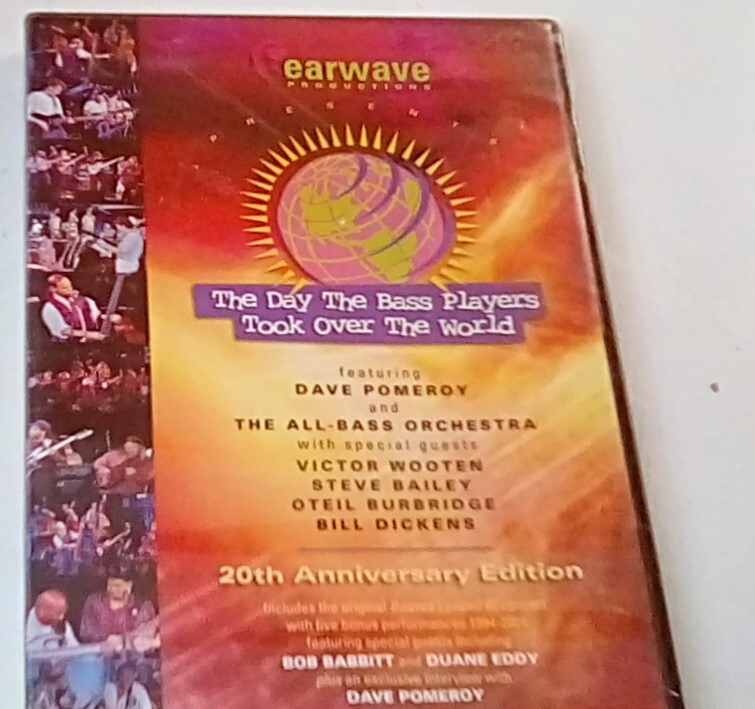 earwave
PRODUCTIONS
PRESENTS
The Day The Bass Players
Took Over The World
featuring
DAVE POMEROY
and
THE ALL-BASS ORCHESTRA
with special guests
VICTOR WOOTEN
STEVE BAILEY
OTEIL BURBRIDGE
BILL DICKENS
20th Anniversary Edition
Includes the original
with five bonus performances 1994-2004
featuring special guests including
BOB BABBITT and DUANE EDDY
plus an exclusive interview with
DAVE POMEROY